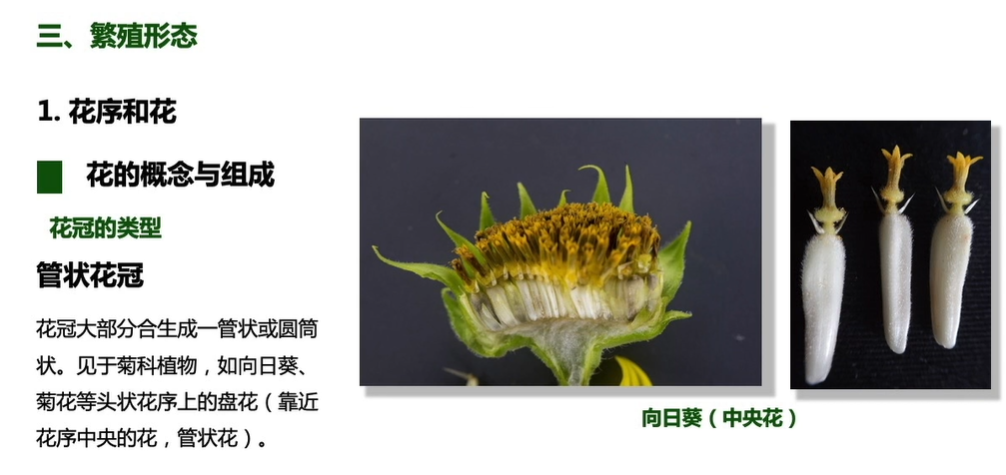 三、繁殖形态
1. 花序和花
花的概念与组成
花冠的类型
管状花冠
花冠大部分合生成一管状或圆筒
状。见于菊科植物，如向日葵、
菊花等头状花序上的盘花（靠近
花序中央的花，管状花）。
向日葵（中央花）